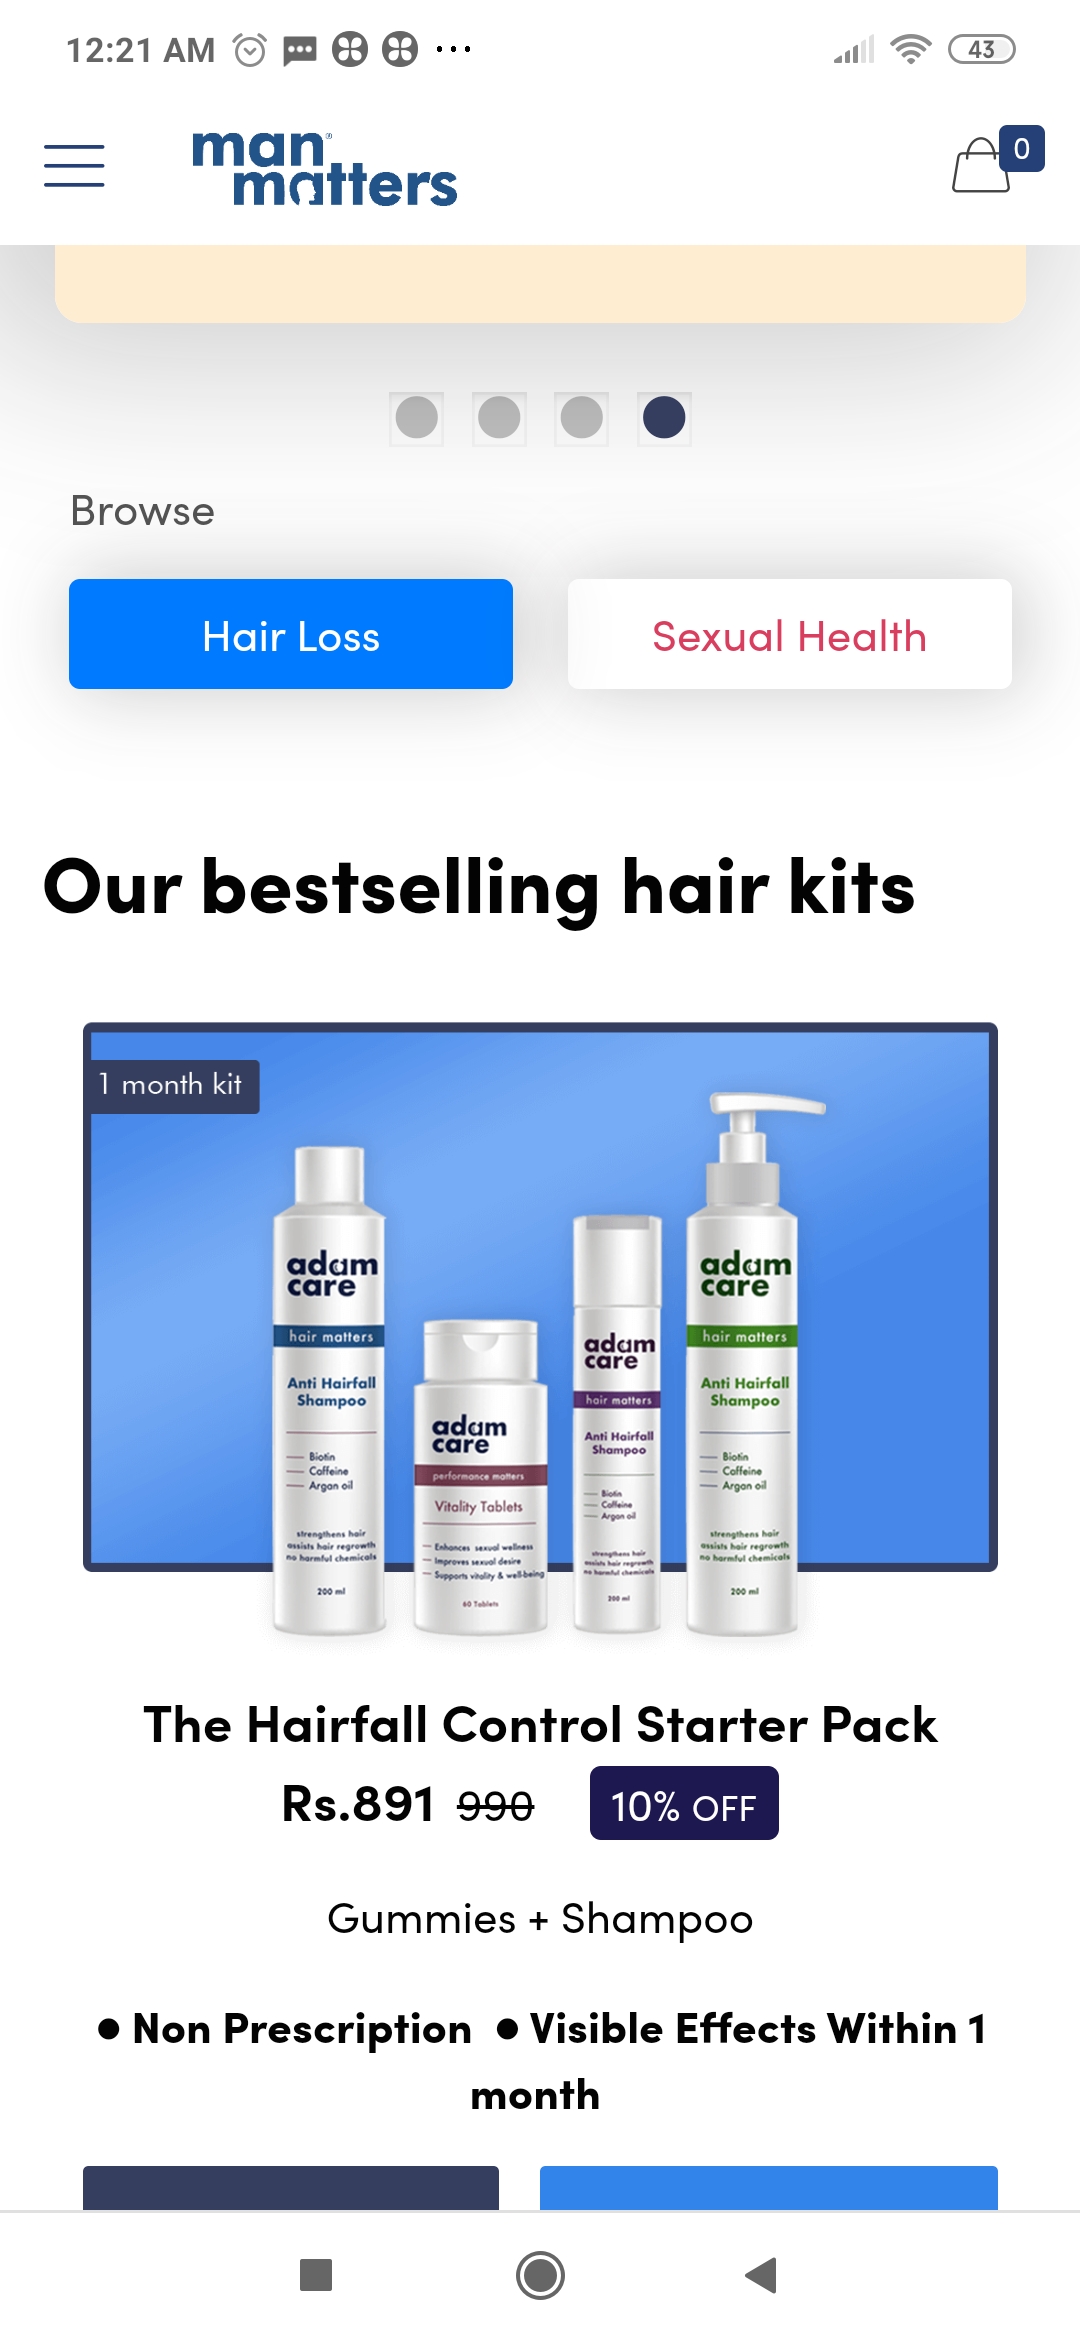 12:21 AM
43
man
matters
0
Browse
Hair Loss
Sexual Health
Our bestselling hair kits
1 month kit
adam
care
hair matters
Anti Hairfall
Shampoo
Biotin
Caffeine
Argan oil
strengthens hair
assists hair regrowth
no harmful chemicals
200 ml
adam
care
performance matters
Vitality Tablets
Enhances sexual wellness
Improves sexual desire
Supports vitality & well-being
60 Tablets
adam
care
hair matters
Anti Hairfall
Shampoo
Biotin
Caffeine
Argan oil
strengthens hair
assists hair regrowth
no harmful chemicals
200 ml
adam
care
hair matters
Anti Hairfall
Shampoo
Biotin
Caffeine
Argan oil
strengthens hair
assists hair regrowth
no harmful chemicals
200 ml
The Hairfall Control Starter Pack
Rs.891 990 10% OFF
Gummies + Shampoo
● Non Prescription ● Visible Effects Within 1
month